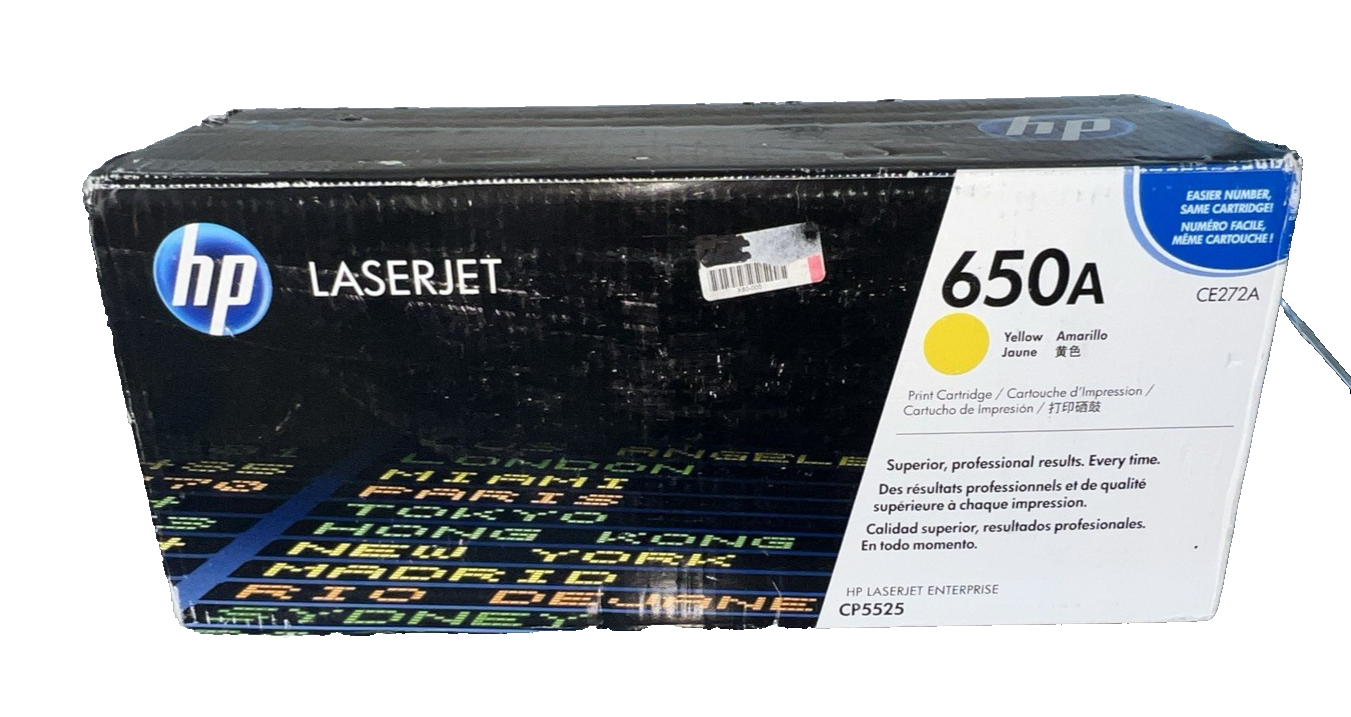 hp
hp
LASERJET
EASIER NUMBER,
SAME CARTRIDGE!
NUMÉRO FACILE,
MÊME CARTOUCHE !
650A
CE272A
Yellow Amarillo
Jaune 黄色
Print Cartridge / Cartouche d'Impression /
Cartucho de Impresión / 打印硒鼓
Superior, professional results. Every time.
Des résultats professionnels et de qualité
supérieure à chaque impression.
Calidad superior, resultados profesionales.
En todo momento.
HP LASERJET ENTERPRISE
CP5525
LONDON
MIAMI
PARIS
TOKYO
HONG KONG
NEW YORK
MADRID
RIO DEJANE
SYDNEY